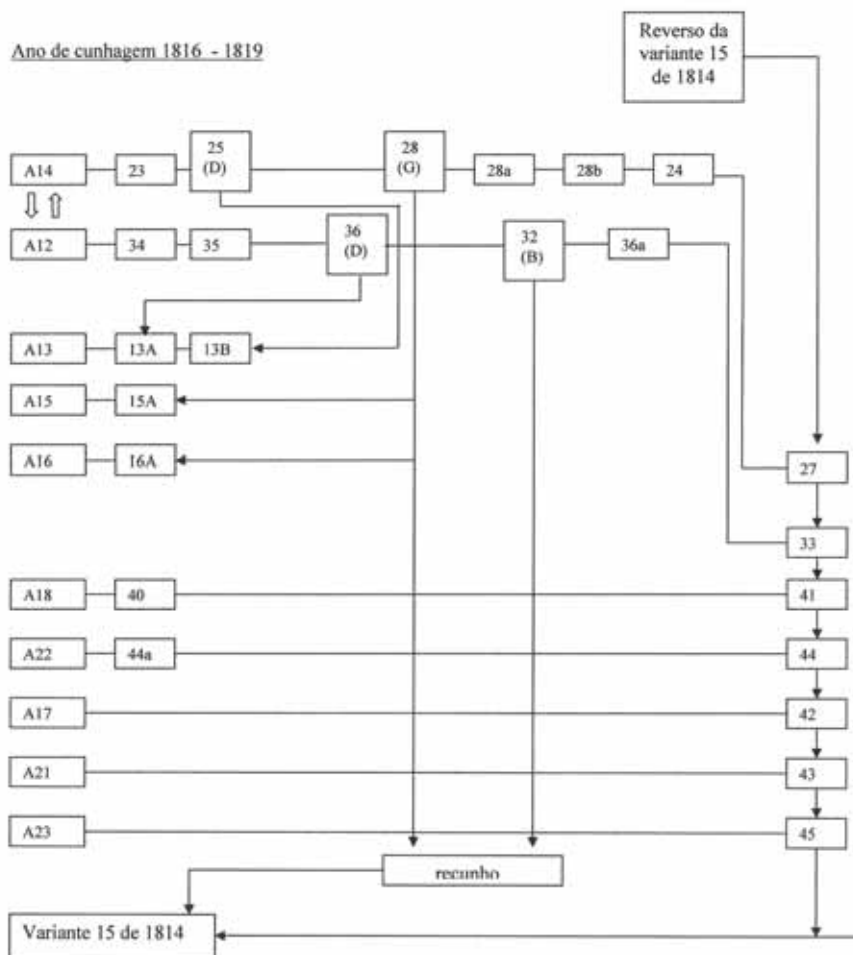 Ano de cunhagem 1816 - 1819
Reverso da
variante 15
de 1814
A14
23
25
(D)
28
(G)
28a
28b
24
A12
34
35
36
(D)
32
(B)
36a
A13
13A
13B
A15
15A
A16
16A
27
33
A18
40
41
A22
44a
44
A17
42
A21
43
A23
45
recunho
Variante 15 de 1814